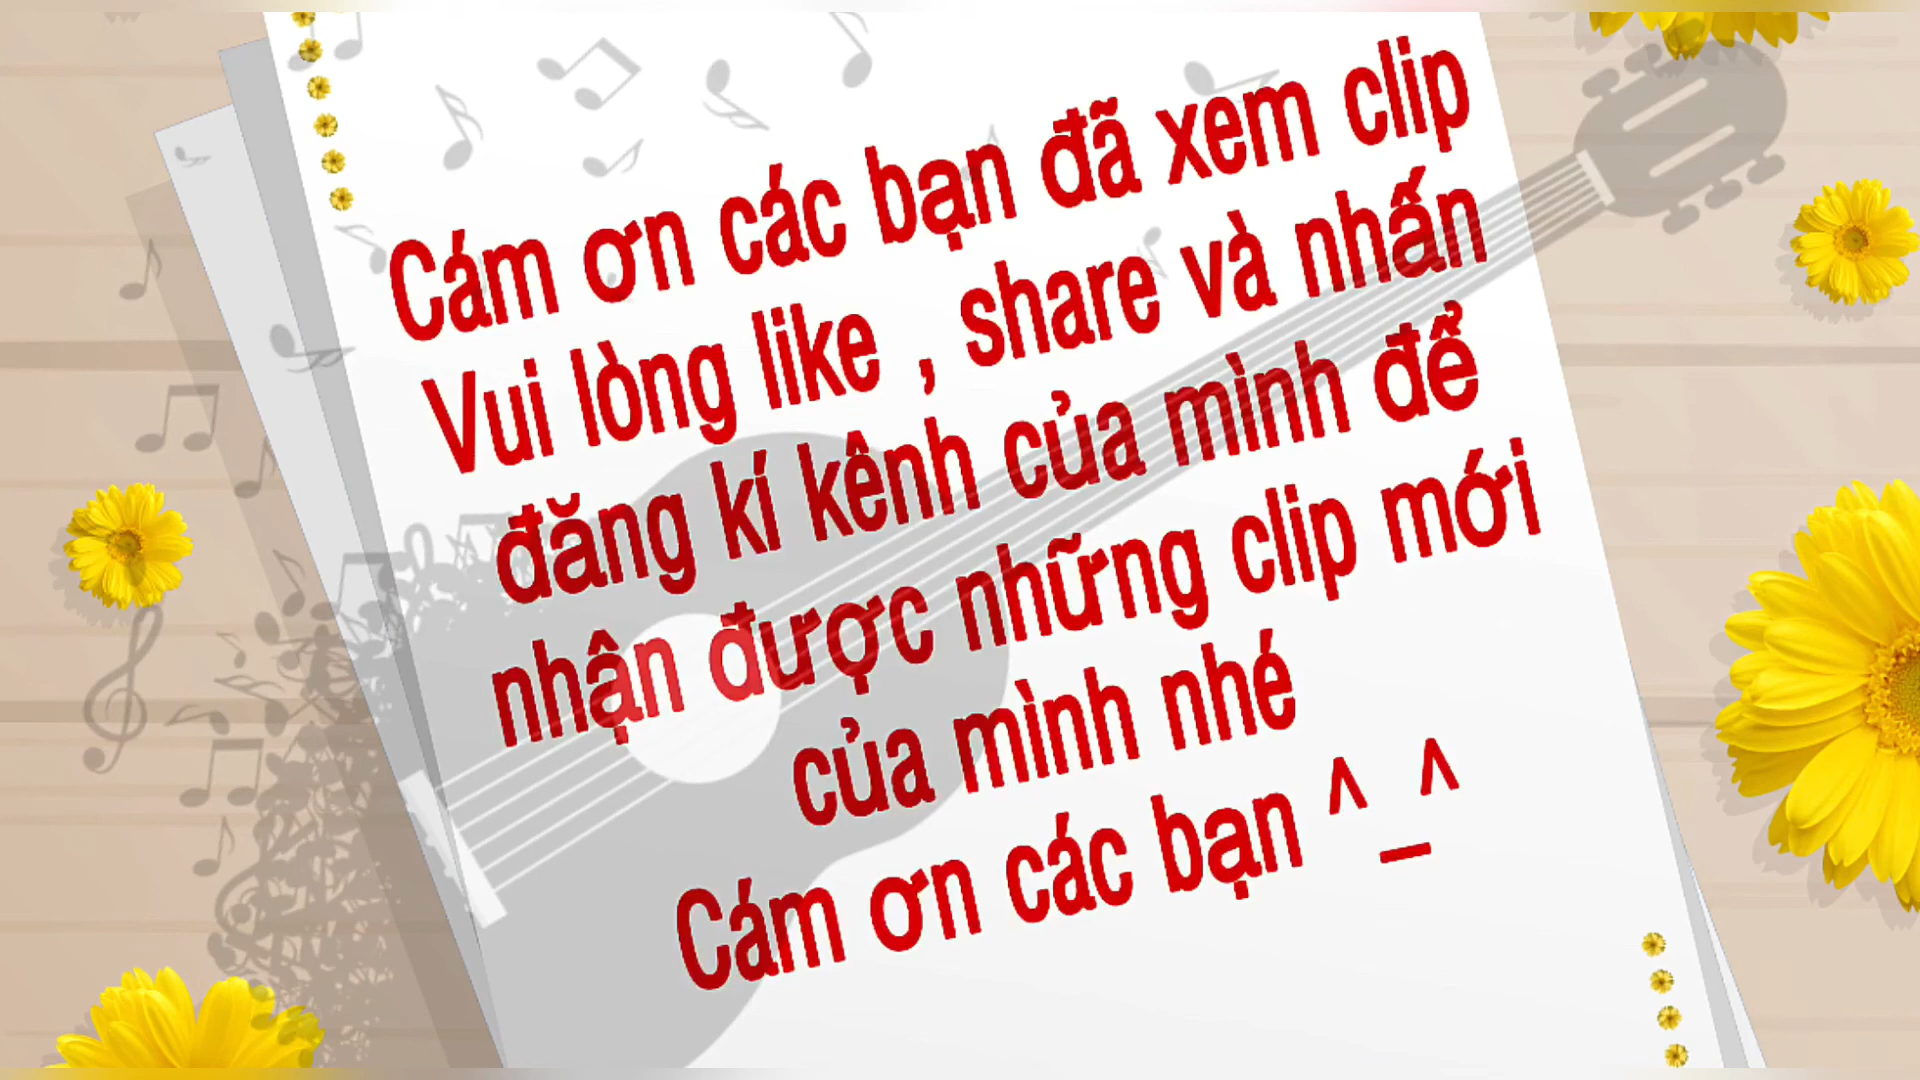 Cám ơn các bạn đã xem clip
Vui lòng like , share và nhấn
đăng kí kênh của mình để
nhận được những clip mới
của mình nhé
Cám ơn các bạn ^_^